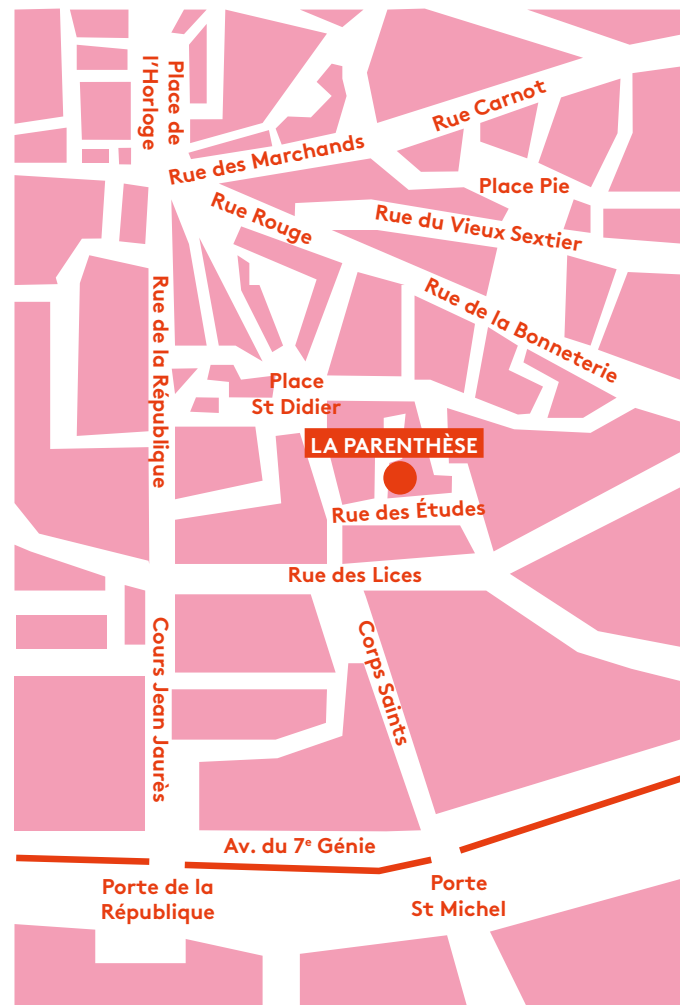 Place de
l'Horloge
Rue Carnot
Rue des Marchands
Place Pie
Rue Rouge
Rue du Vieux Sextier
Rue de la République
Rue de la Bonneterie
Place
St Didier
LA PARENTHÈSE
Rue des Études
Rue des Lices
Cours Jean Jaurès
Corps Saints
Av. du 7e Génie
Porte de la
République
Porte
St Michel